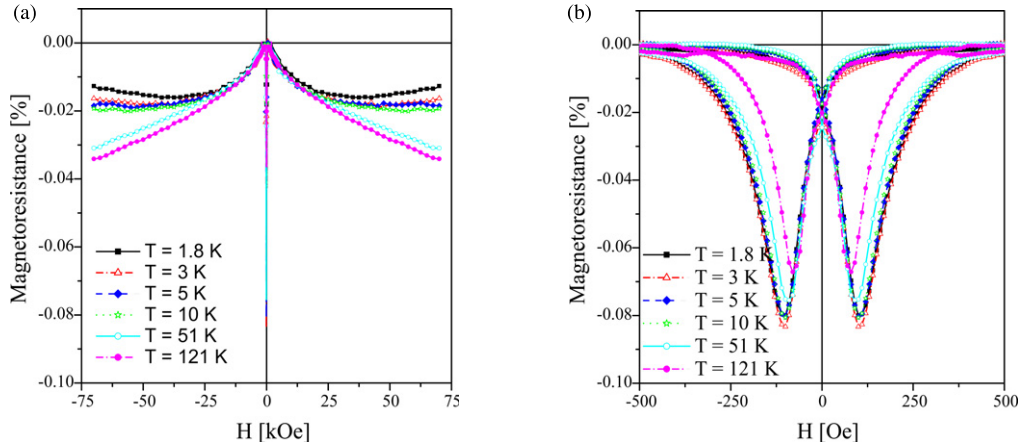 (a)
Magnetoresistance [%]
0.00
-0.02
-0.04
-0.06
-0.08
-0.10
T = 1.8 K
T = 3 K
T = 5 K
T = 10 K
T = 51 K
T = 121 K
-75 -50 -25 0 25 50 75
H [kOe]
(b)
Magnetoresistance [%]
0.00
-0.02
-0.04
-0.06
-0.08
-0.10
T = 1.8 K
T = 3 K
T = 5 K
T = 10 K
T = 51 K
T = 121 K
-500 -250 0 250 500
H [Oe]